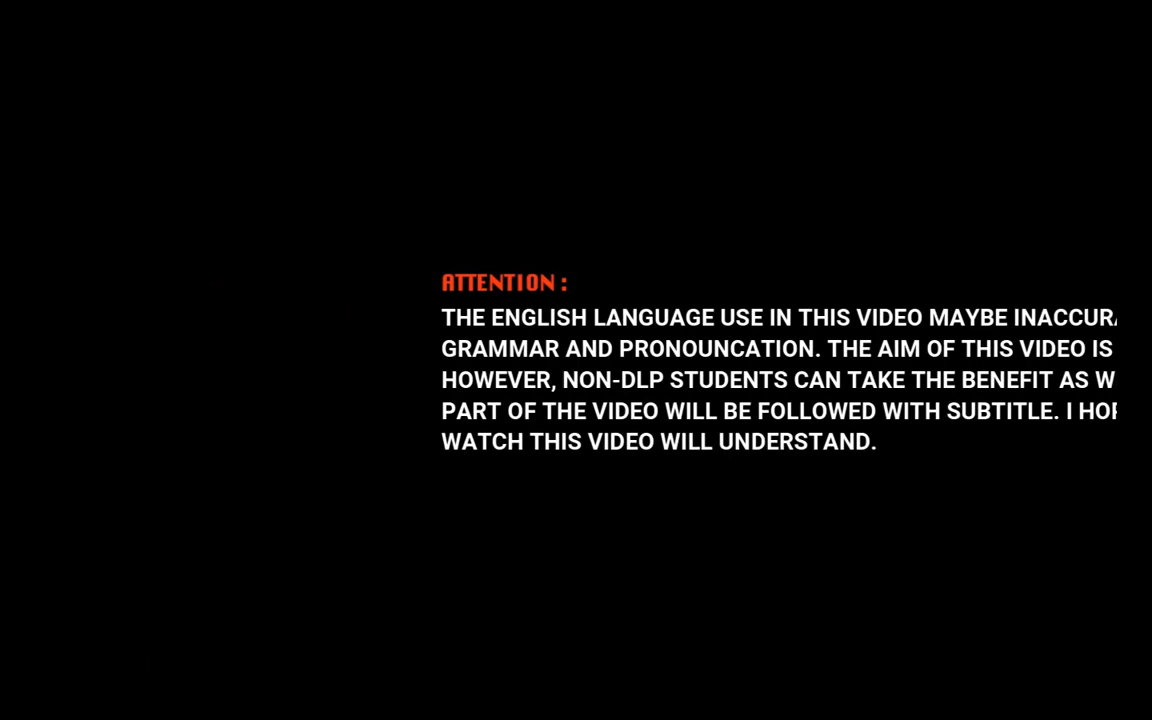 ATTENTION :
THE ENGLISH LANGUAGE USE IN THIS VIDEO MAYBE
GRAMMAR AND PRONOUNCATION. THE AIM OF THIS VIDEO IS
HOWEVER, NON-DLP STUDENTS CAN TAKE THE BENEFIT AS
PART OF THE VIDEO WILL BE FOLLOWED WITH SUBTITLE. I
WATCH THIS VIDEO WILL UNDERSTAND.